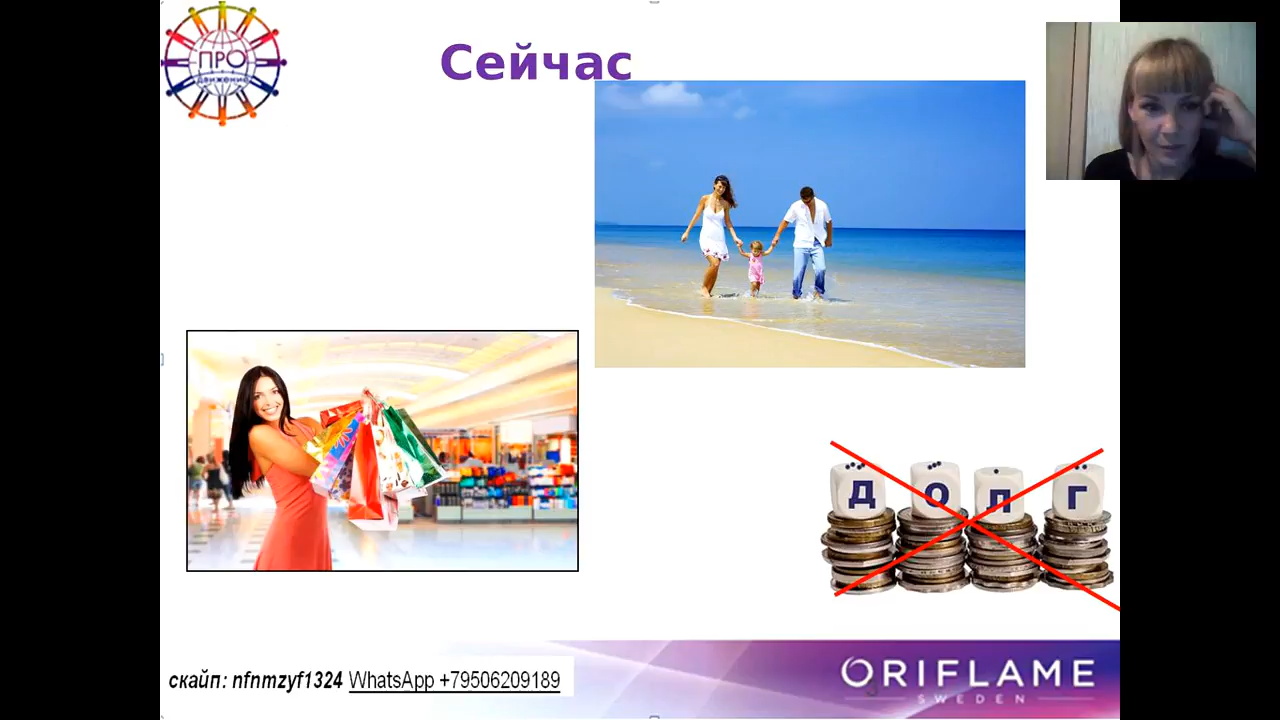 ПРО
движение
Сейчас
Д О Л Г
скайп: nfnmzyf1324 WhatsApp +79506209189
ORIFLAME
SWEDEN